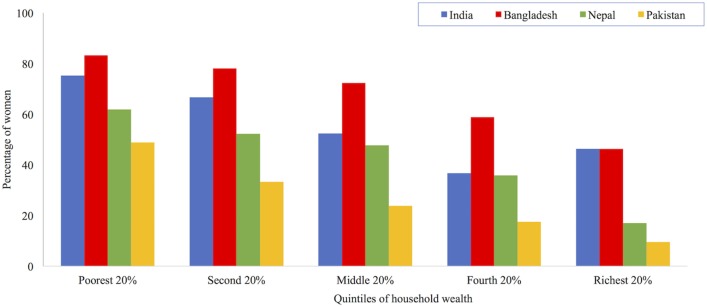 India Bangladesh Nepal Pakistan
Percentage of women
100
80
60
40
20
0
Poorest 20% Second 20% Middle 20% Fourth 20% Richest 20%
Quintiles of household wealth